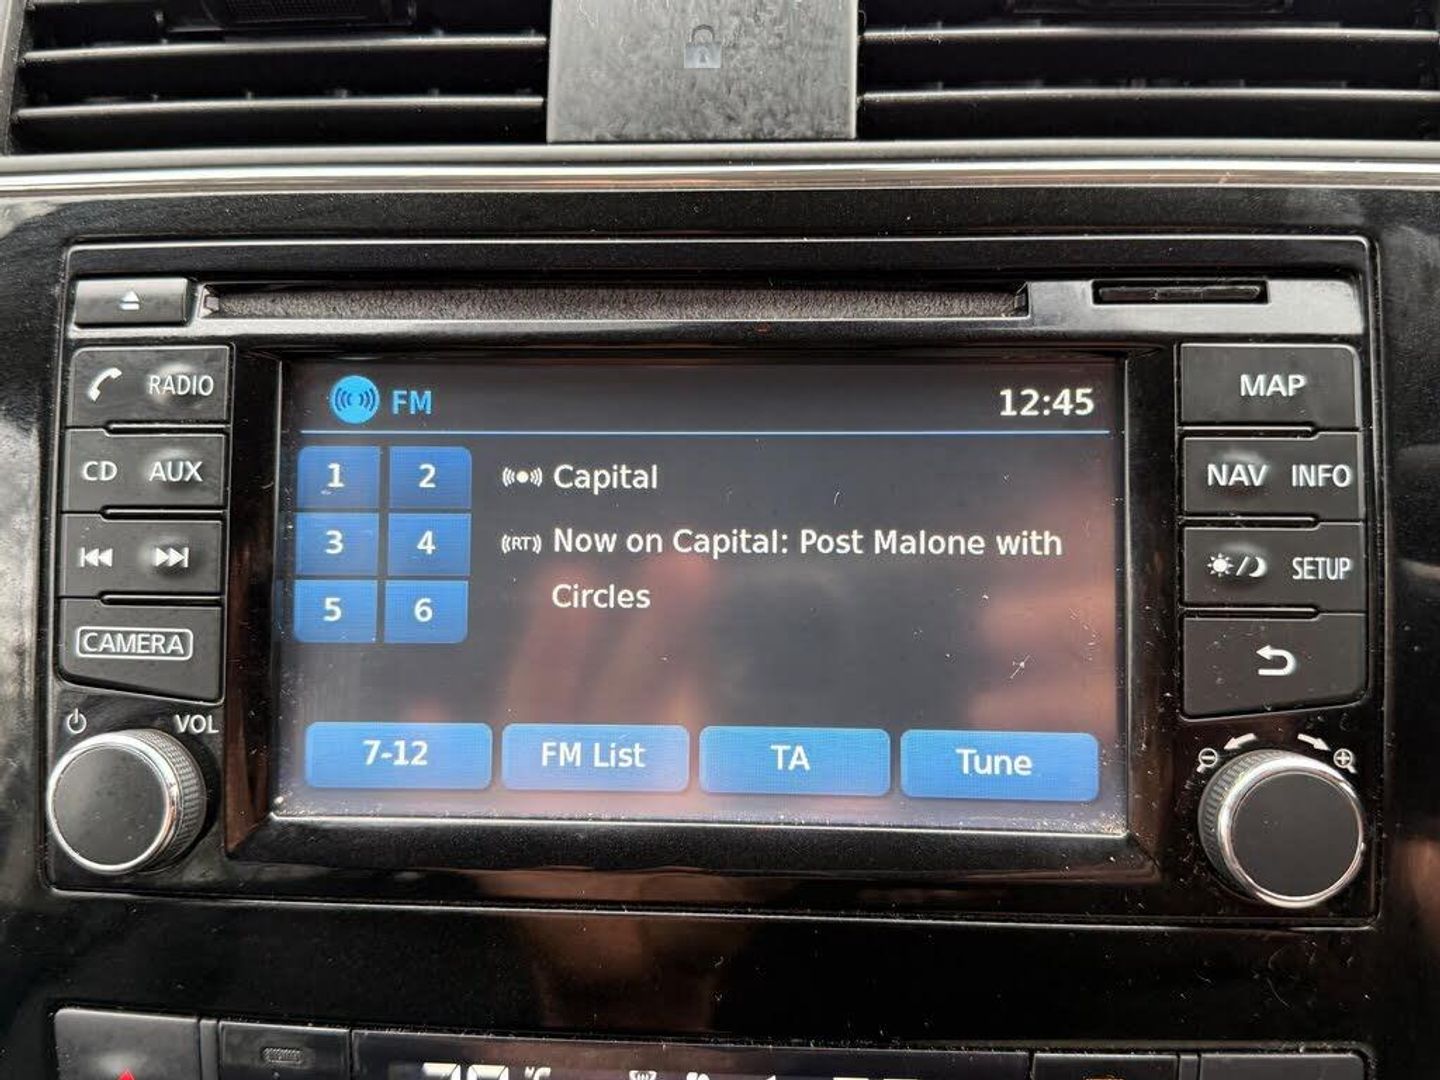 FM
12:45
1
2
Capital
3
4
RT
Now on Capital: Post Malone with
Circles
5
6
7-12
FM List
TA
Tune
RADIO
CD
AUX
CAMERA
VOL
MAP
NAV
INFO
SETUP
°C